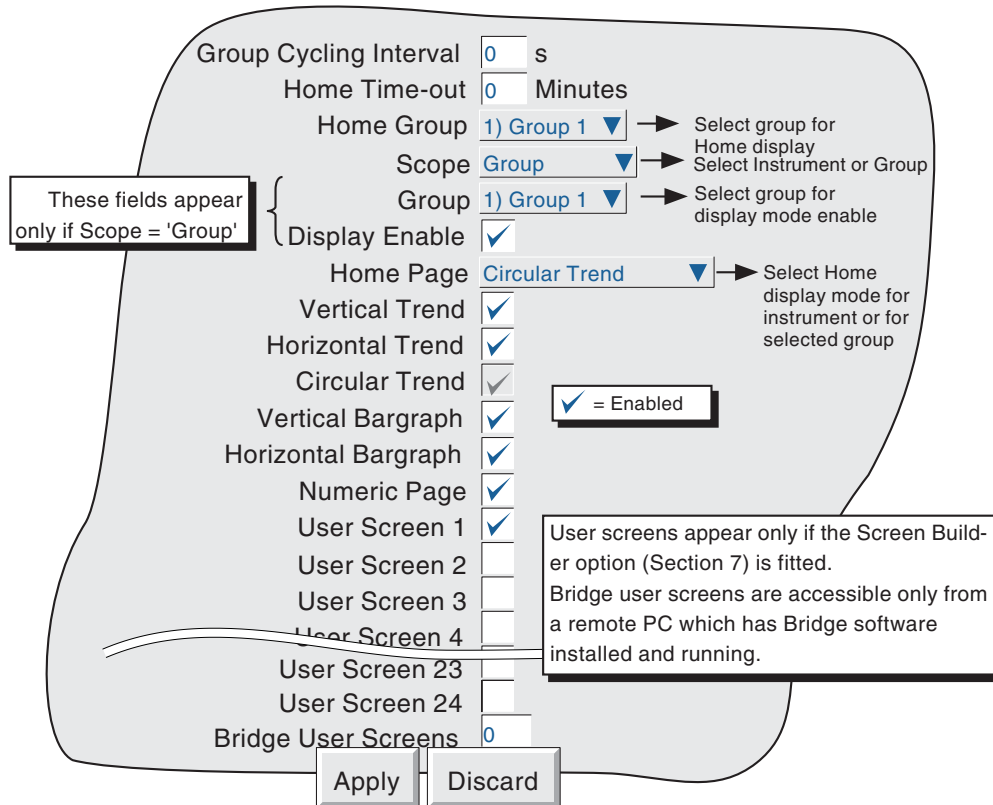 Group Cycling Interval 0 s
Home Time-out 0 Minutes
Home Group 1) Group 1
Select group for
Home display
Scope Group
Select Instrument or Group
These fields appear
only if Scope = 'Group'
Group 1) Group 1
Select group for
display mode enable
Display Enable
Home Page Circular Trend
Select Home
display mode for
instrument or for
selected group
Vertical Trend
Horizontal Trend
Circular Trend
= Enabled
Vertical Bargraph
Horizontal Bargraph
Numeric Page
User Screen 1
User Screen 2
User Screen 3
User Screen 4
User Screen 23
User Screen 24
Bridge User Screens 0
User screens appear only if the Screen Build-
er option (Section 7) is fitted.
Bridge user screens are accessible only from
a remote PC which has Bridge software
installed and running.
Apply Discard